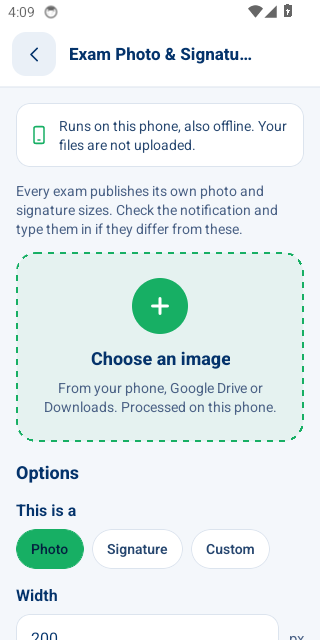 4:09
Exam Photo & Signatu...
Runs on this phone, also offline. Your
files are not uploaded.
Every exam publishes its own photo and
signature sizes. Check the notification and
type them in if they differ from these.
Choose an image
From your phone, Google Drive or
Downloads. Processed on this phone.
Options
This is a
Photo Signature Custom
Width
200 px